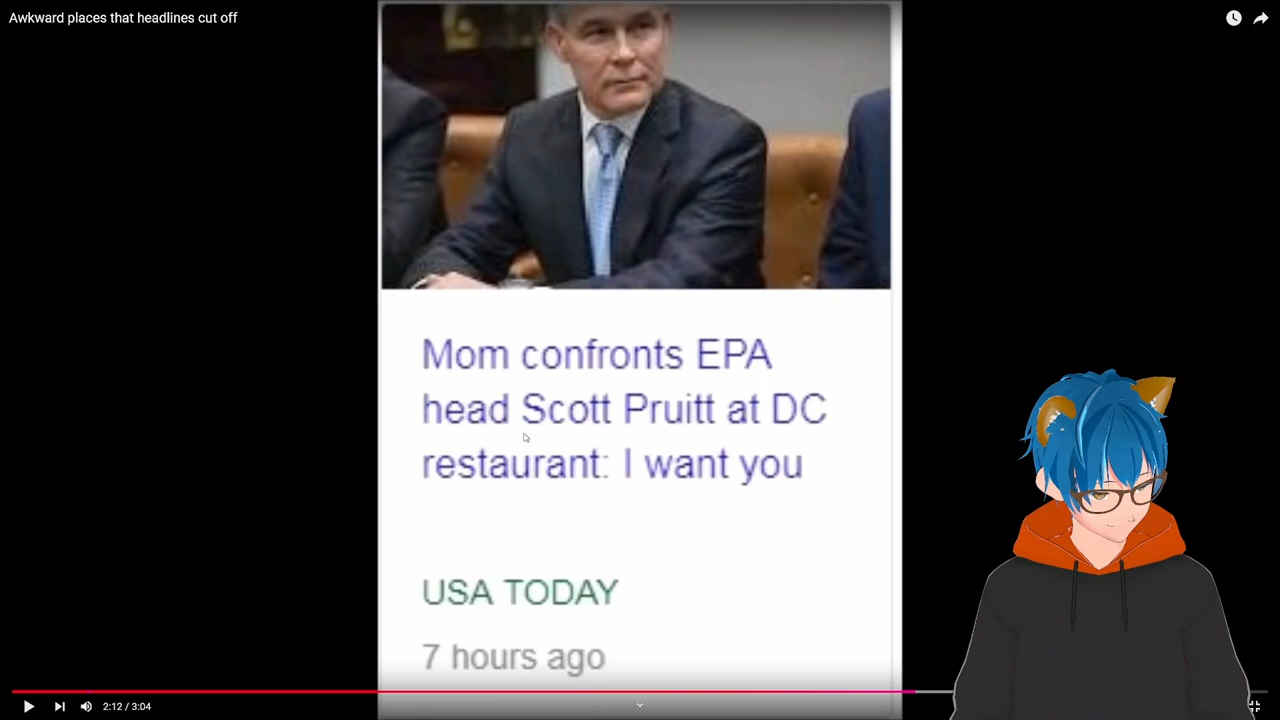 Awkward places that headlines cut off
Mom confronts EPA
head Scott Pruitt at DC
restaurant: I want you
USA TODAY
7 hours ago
2:12 / 3:04